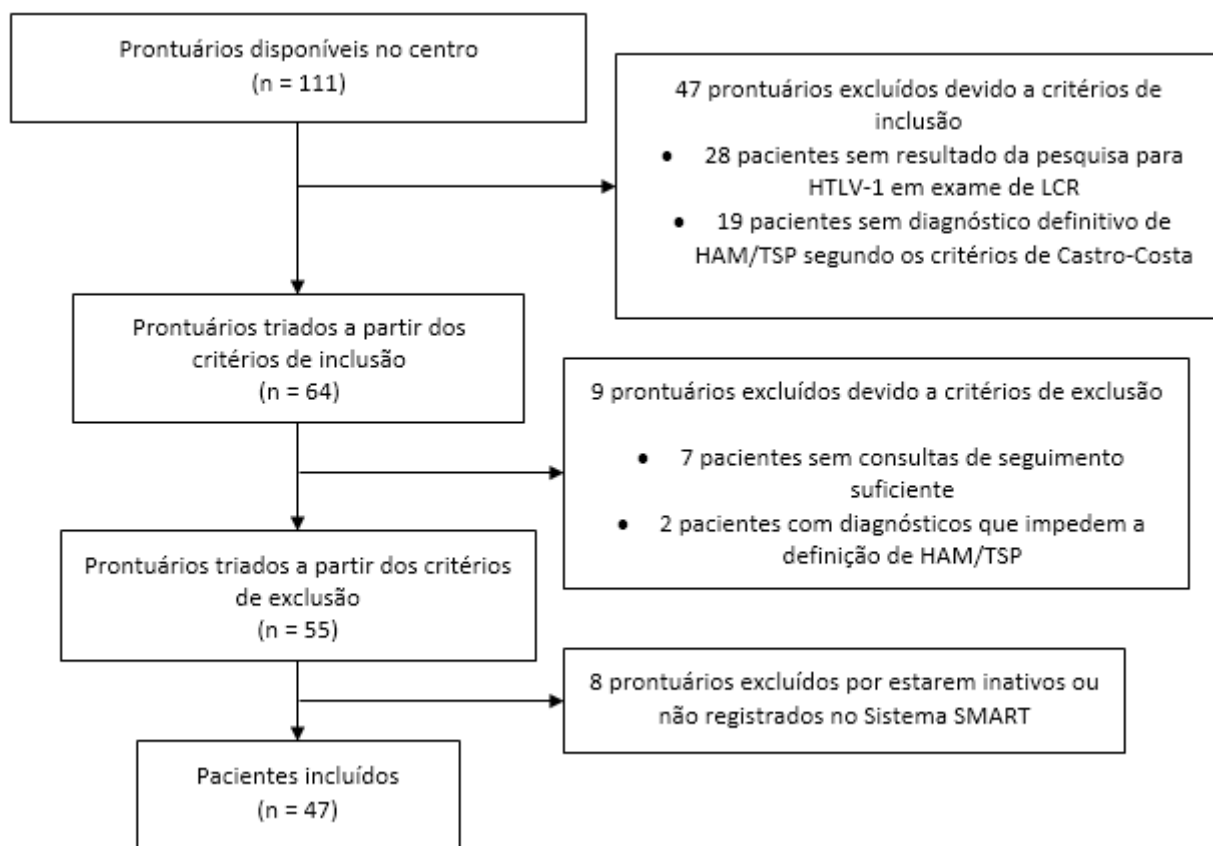 Prontuários disponíveis no centro
(n = 111)
47 prontuários excluídos devido a critérios de
inclusão
• 28 pacientes sem resultado da pesquisa para
HTLV-1 em exame de LCR
• 19 pacientes sem diagnóstico definitivo de
HAM/TSP segundo os critérios de Castro-Costa
Prontuários triados a partir dos
critérios de inclusão
(n = 64)
9 prontuários excluídos devido a critérios de exclusão
• 7 pacientes sem consultas de seguimento
suficiente
• 2 pacientes com diagnósticos que impedem a
definição de HAM/TSP
Prontuários triados a partir dos critérios
de exclusão
(n = 55)
8 prontuários excluídos por estarem inativos ou
não registrados no Sistema SMART
Pacientes incluídos
(n = 47)